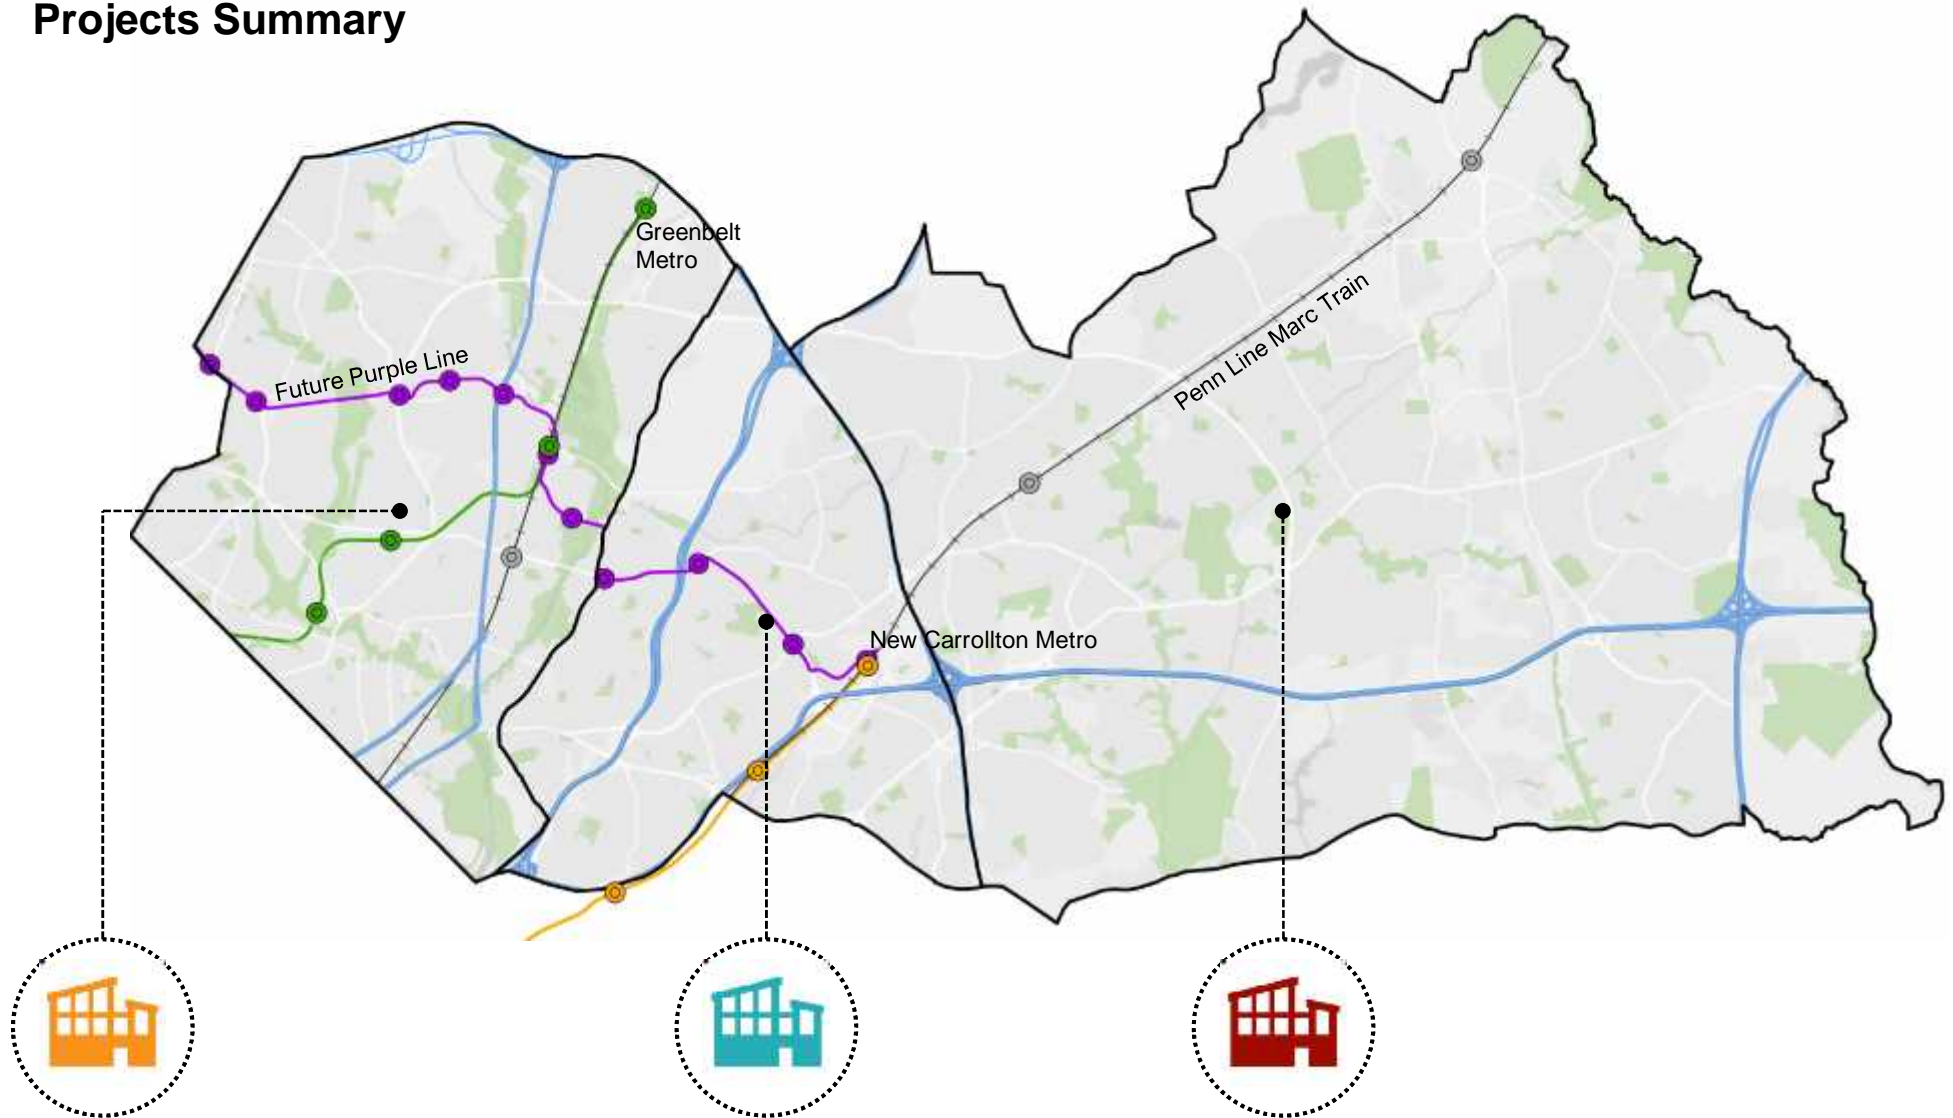 Projects Summary
Greenbelt
Metro
Penn Line Marc Train
Future Purple Line
New Carrollton Metro